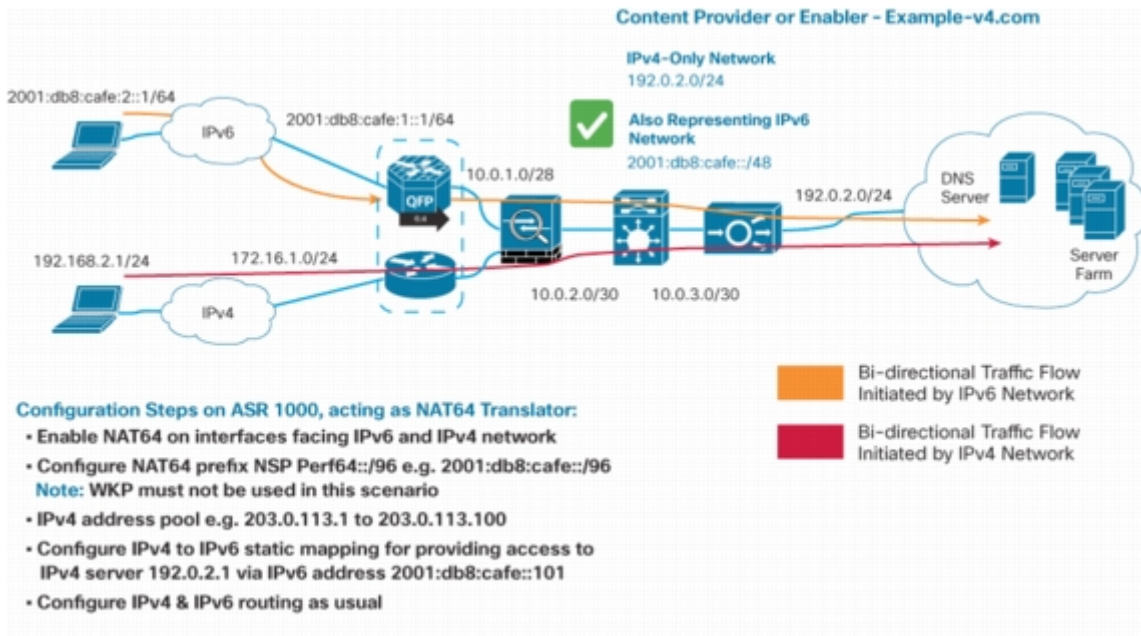 Content Provider or Enabler - Example-v4.com
IPv4-Only Network
192.0.2.0/24
Also Representing IPv6
Network
2001:db8:cafe::/48
2001:db8:cafe:2::1/64
IPv6
2001:db8:cafe:1::1/64
QFP
10.0.1.0/28
192.0.2.0/24
DNS
Server
Server
Farm
192.168.2.1/24
172.16.1.0/24
IPv4
10.0.2.0/30
10.0.3.0/30
Bi-directional Traffic Flow
Initiated by IPv6 Network
Bi-directional Traffic Flow
Initiated by IPv4 Network
Configuration Steps on ASR 1000, acting as NAT64 Translator:
• Enable NAT64 on interfaces facing IPv6 and IPv4 network
• Configure NAT64 prefix NSP Perf64::/96 e.g. 2001:db8:cafe::/96
Note: WKP must not be used in this scenario
• IPv4 address pool e.g. 203.0.113.1 to 203.0.113.100
• Configure IPv4 to IPv6 static mapping for providing access to
IPv4 server 192.0.2.1 via IPv6 address 2001:db8:cafe::101
• Configure IPv4 & IPv6 routing as usual